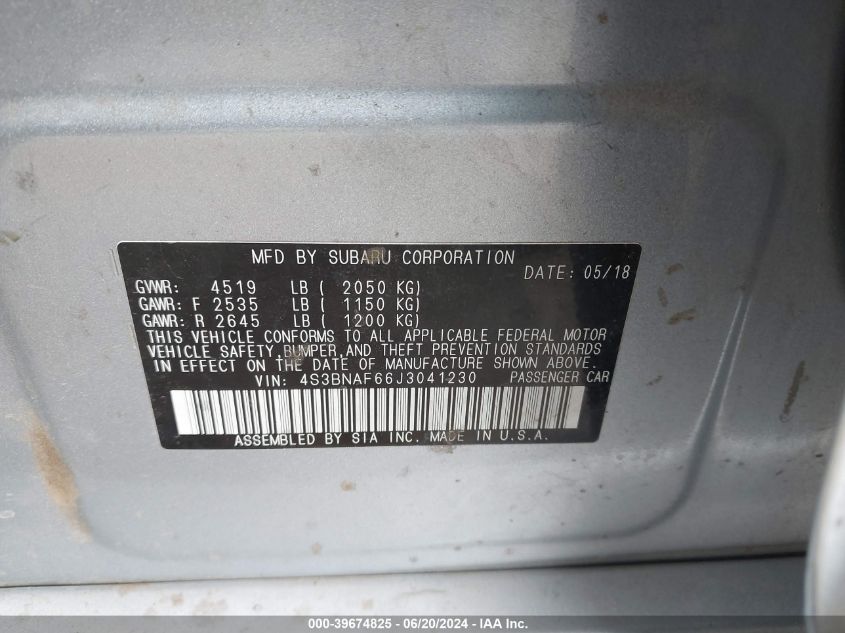 MFD BY SUBARU CORPORATION
DATE: 05/18
GVWR: 4519 LB ( 2050 KG)
GAWR: F 2535 LB ( 1150 KG)
GAWR: R 2645 LB ( 1200 KG)
THIS VEHICLE CONFORMS TO ALL APPLICABLE FEDERAL MOTOR
VEHICLE SAFETY,BUMPER,AND THEFT PREVENTION STANDARDS
IN EFFECT ON THE DATE OF MANUFACTURE SHOWN ABOVE.
VIN: 4S3BNAF66J3041230 PASSENGER CAR
ASSEMBLED BY SIA INC. MADE IN U.S.A.
000-39674825 - 06/20/2024 - IAA Inc.